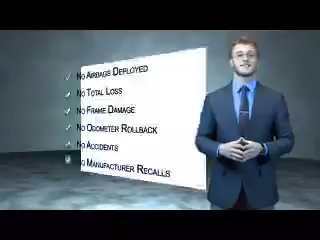 No Airbags Deployed
No Total Loss
No Frame Damage
No Odometer Rollback
No Accidents
No Manufacturer Recalls